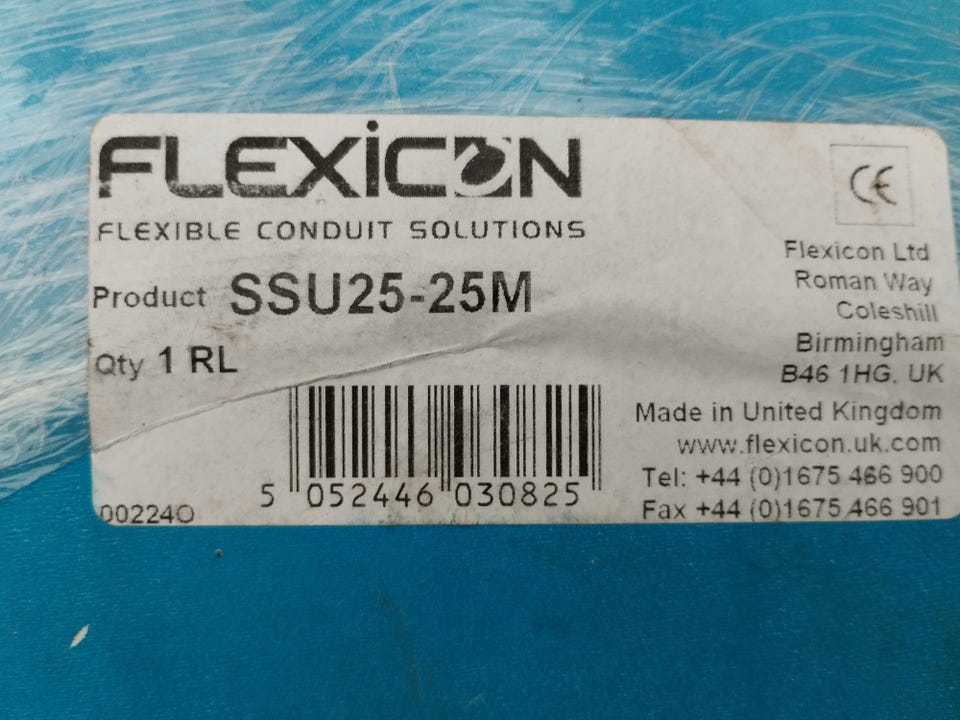 FLEXiCON
FLEXIBLE CONDUIT SOLUTIONS
Product SSU25-25M
Qty 1 RL
5 052446 030825
002240
CE
Flexicon Ltd
Roman Way
Coleshill
Birmingham
B46 1HG. UK
Made in United Kingdom
www.flexicon.uk.com
Tel: +44 (0)1675 466 900
Fax +44 (0)1675 466 901